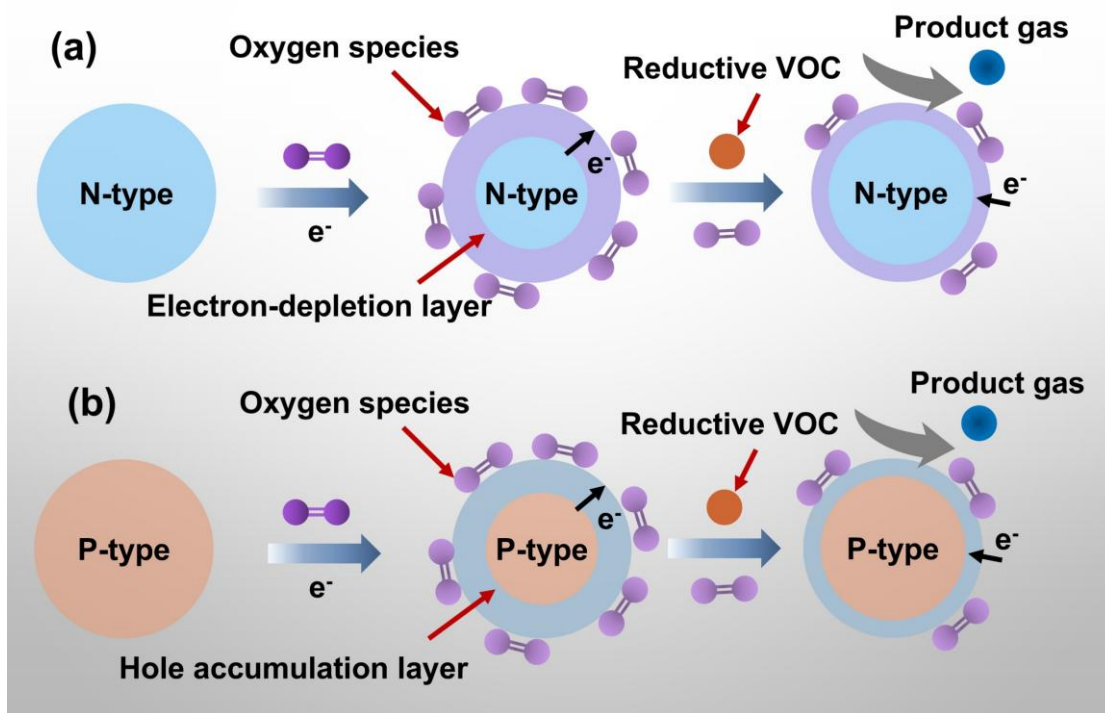 (a)
Oxygen species
Product gas
Reductive VOC
N-type
e⁻
N-type
e⁻
N-type
e⁻
Electron-depletion layer
(b)
Oxygen species
Product gas
Reductive VOC
P-type
e⁻
P-type
e⁻
P-type
e⁻
Hole accumulation layer